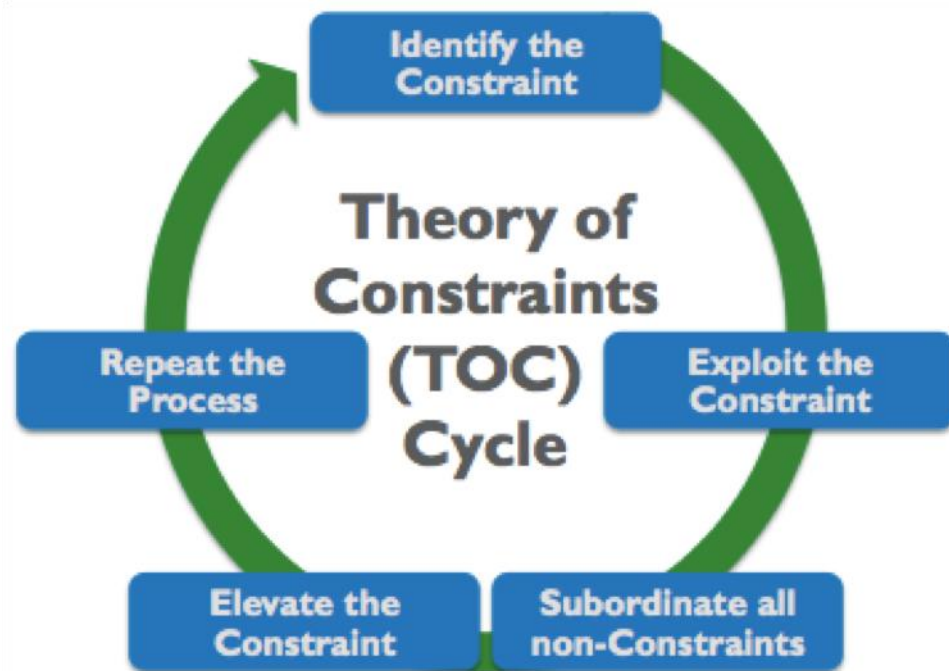 Identify the
Constraint
Theory of
Constraints
(TOC)
Cycle
Exploit the
Constraint
Subordinate all
non-Constraints
Elevate the
Constraint
Repeat the
Process